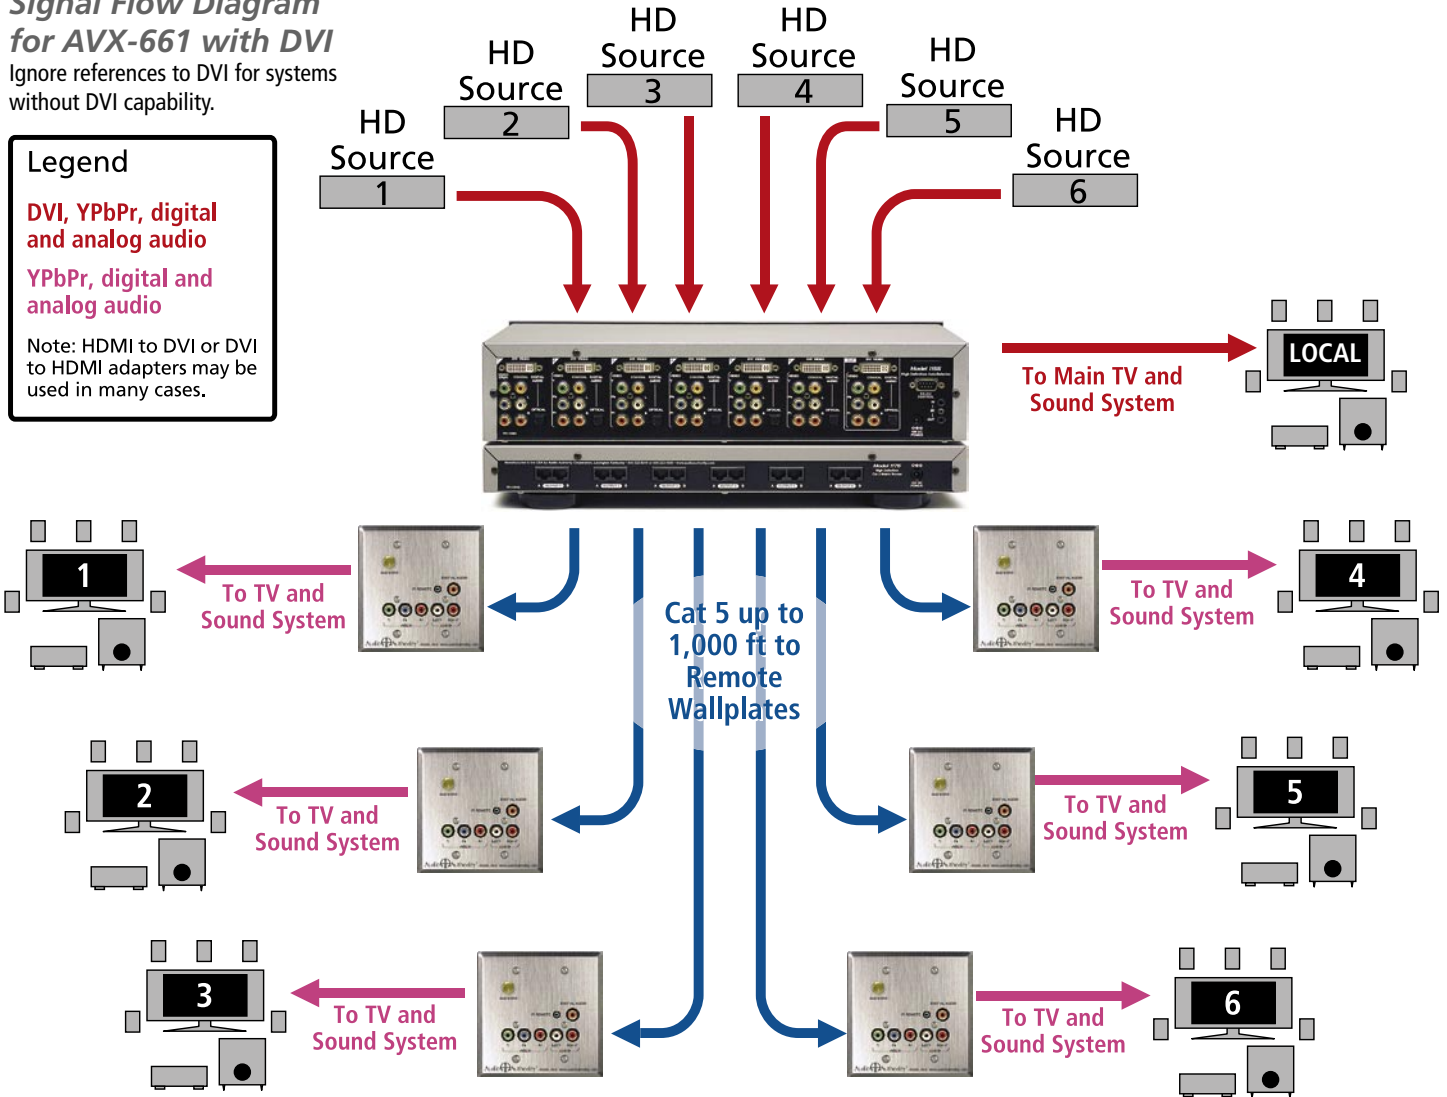 Signal Flow Diagram
for AVX-661 with DVI
Ignore references to DVI for systems
without DVI capability.
Legend
DVI, YPbPr, digital
and analog audio
YPbPr, digital and
analog audio
Note: HDMI to DVI or DVI
to HDMI adapters may be
used in many cases.
HD
Source
1
HD
Source
2
HD
Source
3
HD
Source
4
HD
Source
5
HD
Source
6
To Main TV and
Sound System
LOCAL
1
To TV and
Sound System
2
To TV and
Sound System
3
To TV and
Sound System
Cat 5 up to
1,000 ft to
Remote
Wallplates
To TV and
Sound System
4
To TV and
Sound System
5
To TV and
Sound System
6